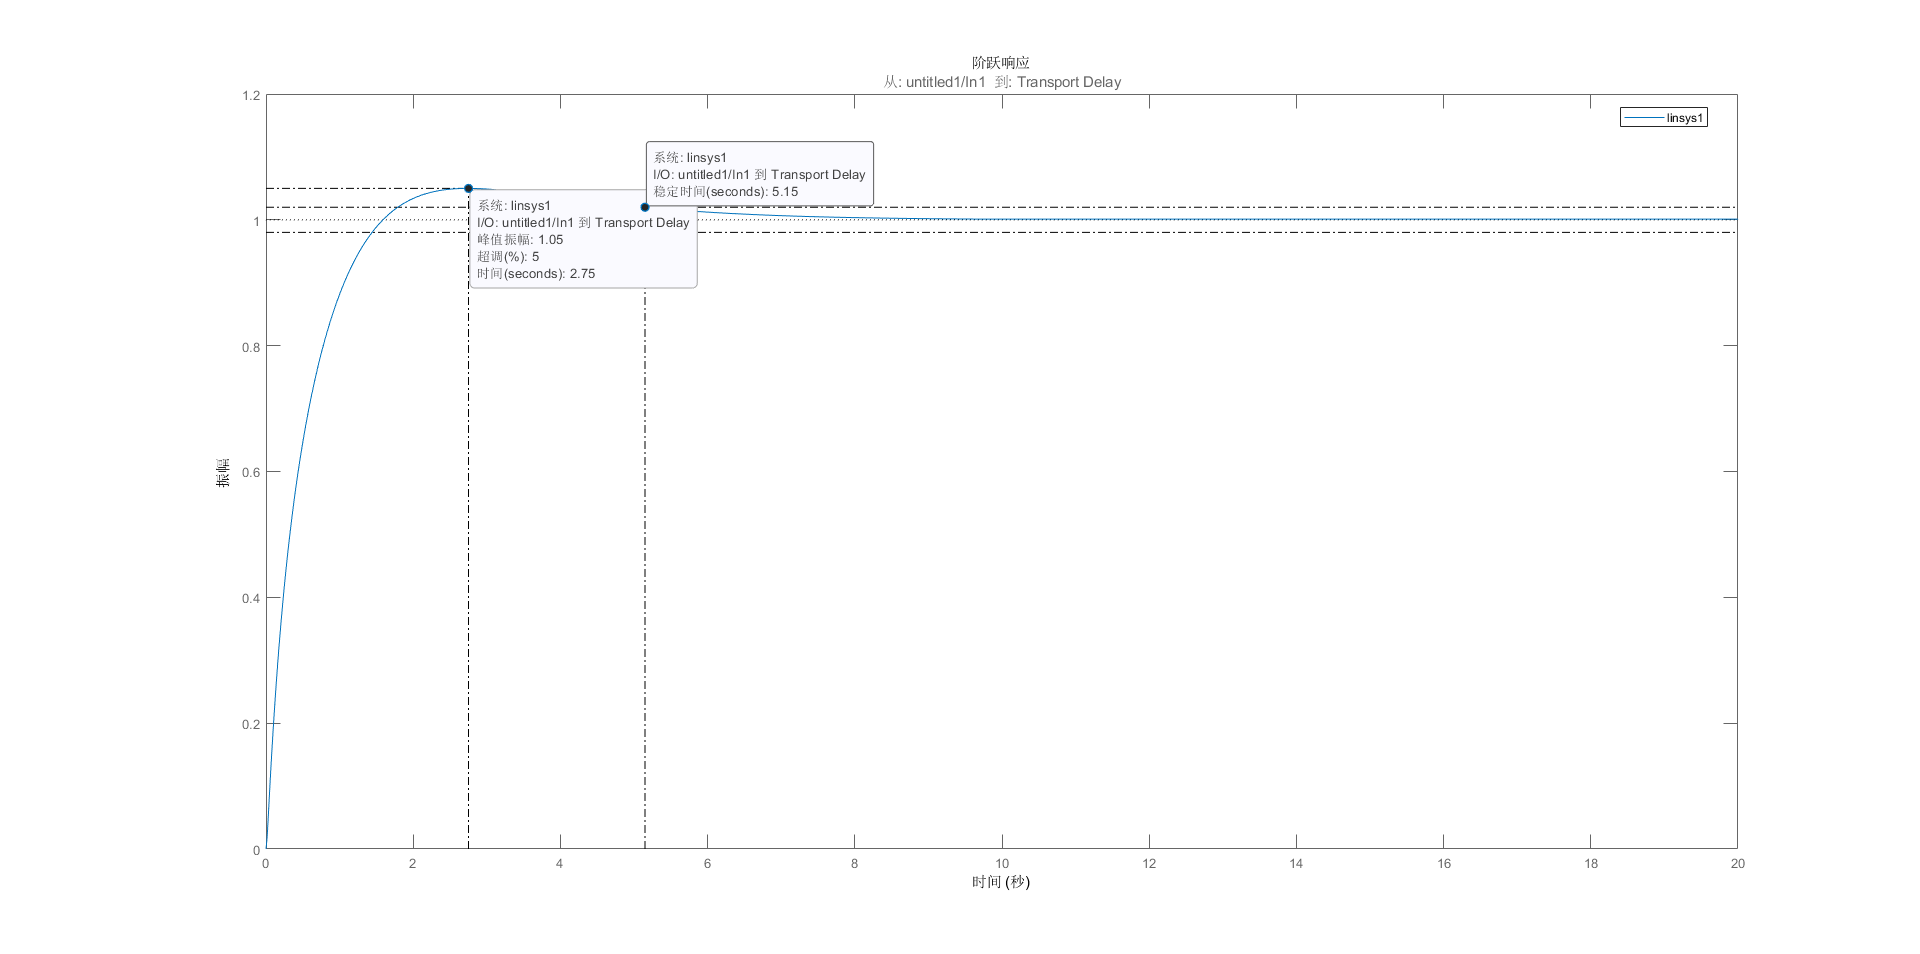 阶跃响应
从: untitled1/In1  到: Transport Delay
linsys1
系统: linsys1
I/O: untitled1/In1 到 Transport Delay
稳定时间(seconds): 5.15
系统: linsys1
I/O: untitled1/In1 到 Transport Delay
峰值振幅: 1.05
超调(%): 5
时间(seconds): 2.75
1.2
1
0.8
0.6
0.4
0.2
0
振幅
0 2 4 6 8 10 12 14 16 18 20
时间 (秒)